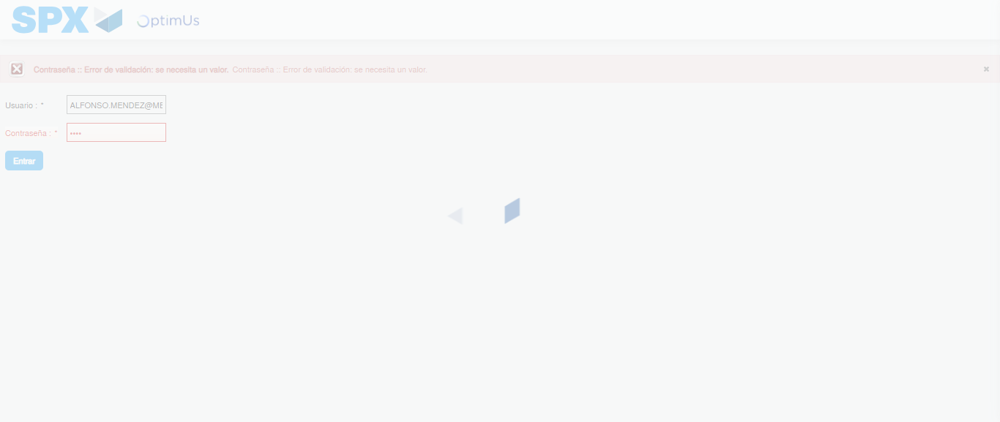 SPX OptimUs
Contraseña :: Error de validación: se necesita un valor. Contraseña :: Error de validación: se necesita un valor.
Usuario : * ALFONSO.MENDEZ@ME
Contraseña : * ••••
Entrar